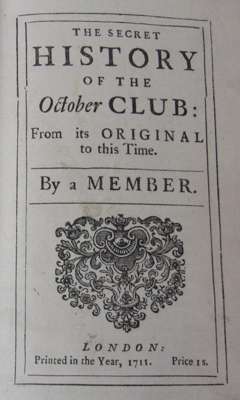 THE SECRET
HISTORY
OF THE
October CLUB:
From its ORIGINAL
to this Time.
By a MEMBER.
LONDON:
Printed in the Year, 1711. Price 1s.